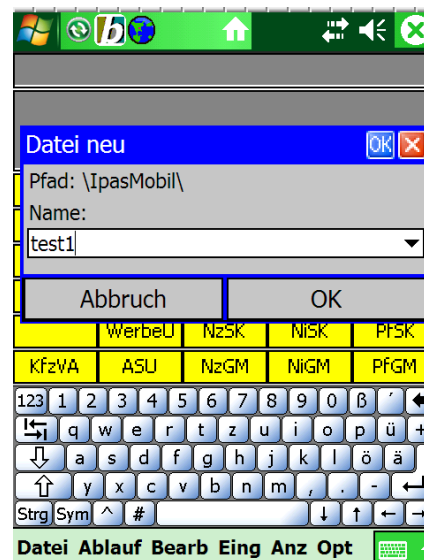 b
Datei neu OK
Pfad: \IpasMobil\
Name:
test1
Abbruch OK
WerbeU NzSK NiSK PfSK
KfzVA ASU NzGM NiGM PfGM
123 1 2 3 4 5 6 7 8 9 0 ß ´
q w e r t z u i o p ü +
a s d f g h j k l ö ä
y x c v b n m , . -
Strg Sym ^ #
Datei Ablauf Bearb Eing Anz Opt